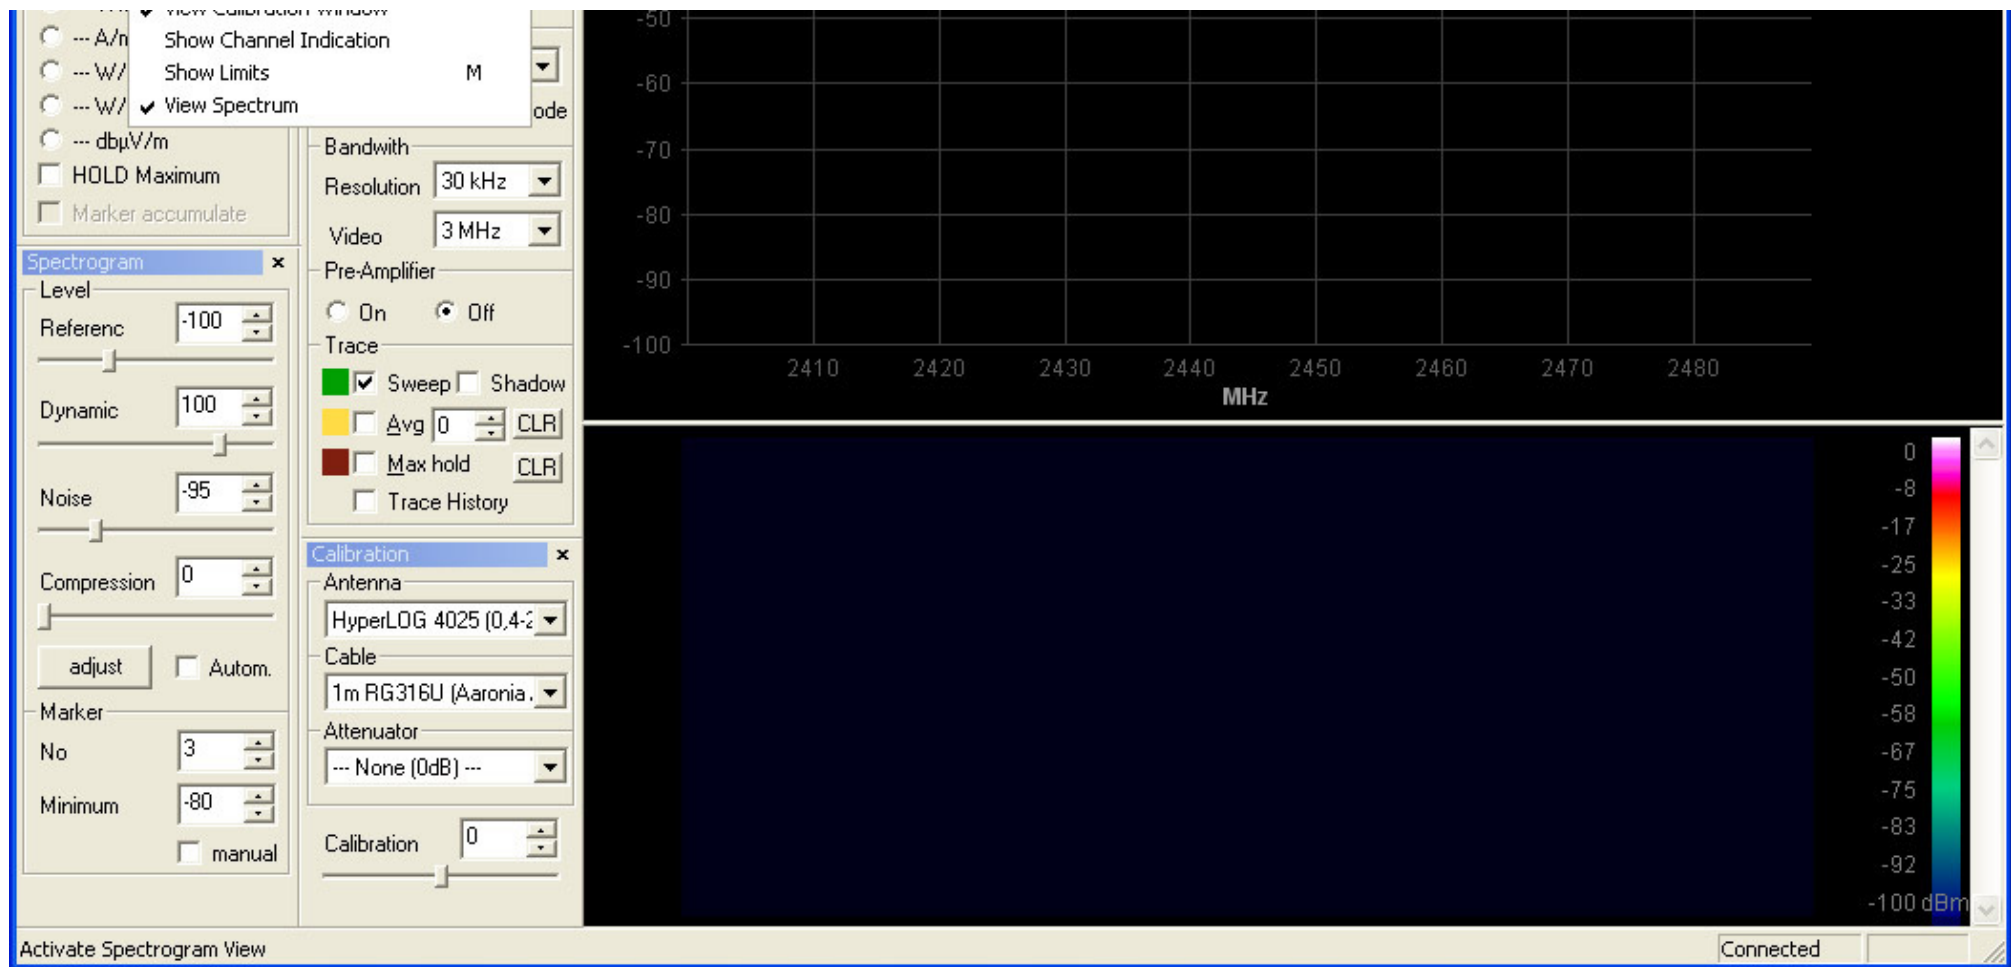 View Calibration Window
--- A/n
Show Channel Indication
--- W/
Show Limits M
--- W/
View Spectrum
ode
--- dbµV/m
HOLD Maximum
Marker accumulate
Bandwith
Resolution 30 kHz
Video 3 MHz
Pre-Amplifier
On Off
Trace
Sweep Shadow
Avg 0 CLR
Max hold CLR
Trace History
Spectrogram
Level
Referenc -100
Dynamic 100
Noise -95
Compression 0
adjust Autom.
Marker
No 3
Minimum -80
manual
Calibration
Antenna
HyperLOG 4025 (0,4-2
Cable
1m RG316U (Aaronia
Attenuator
--- None (0dB) ---
Calibration 0
-50
-60
-70
-80
-90
-100
2410 2420 2430 2440 2450 2460 2470 2480
MHz
0
-8
-17
-25
-33
-42
-50
-58
-67
-75
-83
-92
-100 dBm
Activate Spectrogram View
Connected